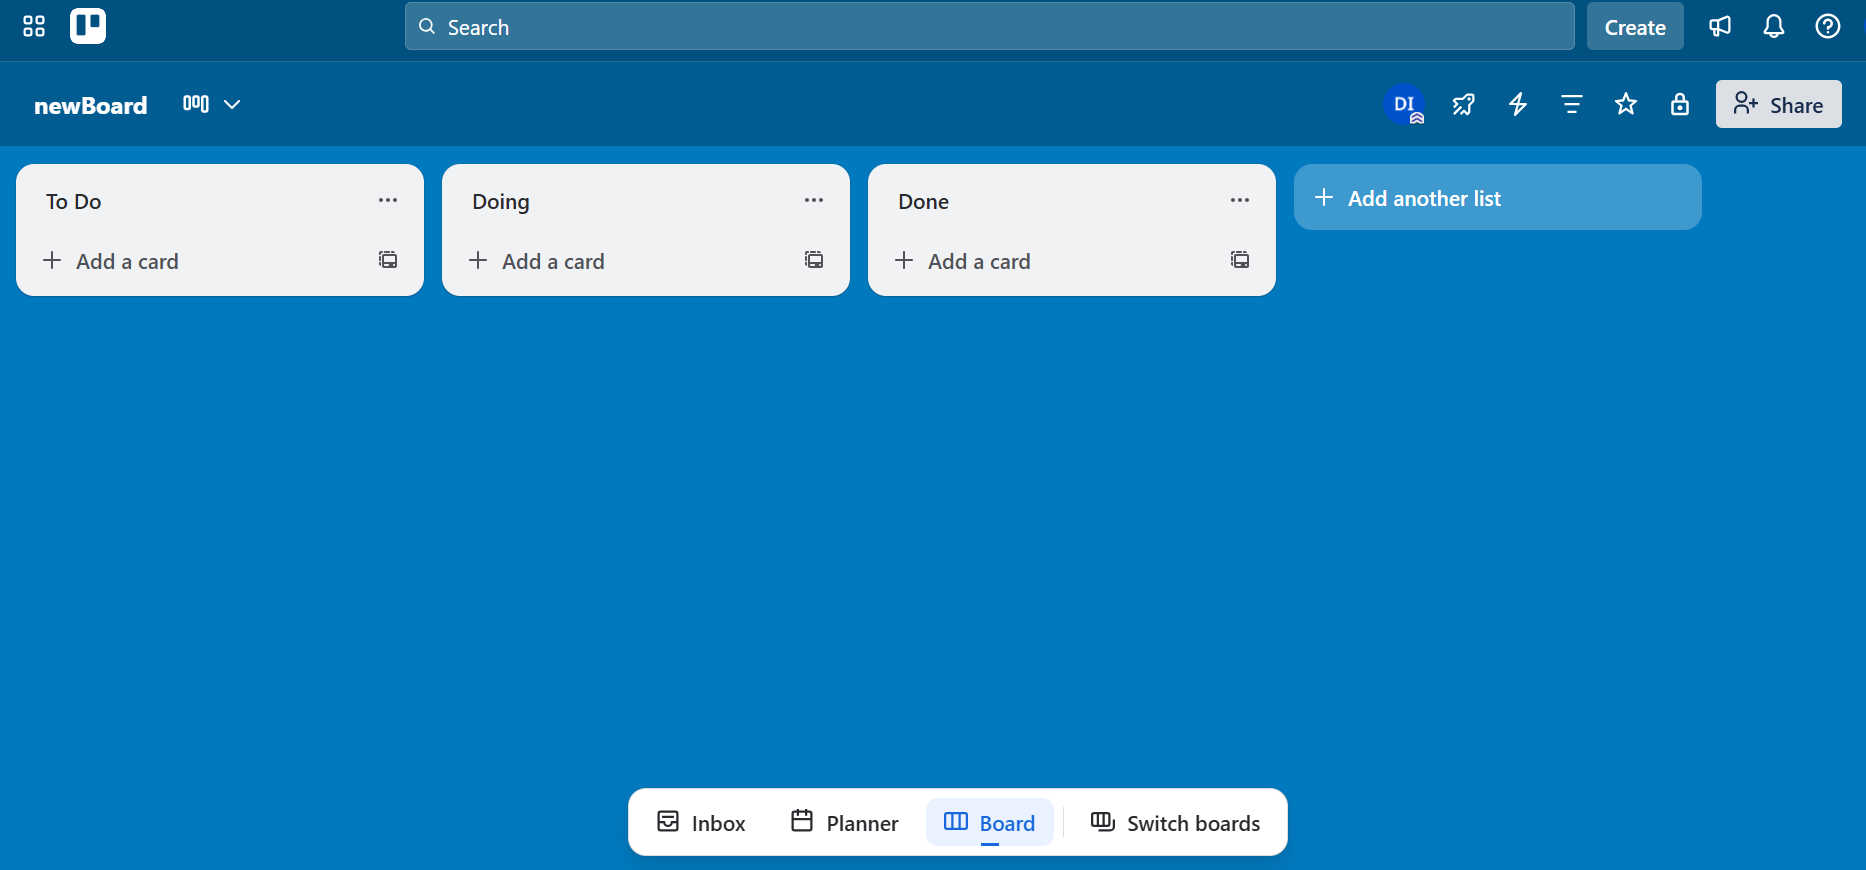 Search
Create
newBoard
DI
Share
To Do
Add a card
Doing
Add a card
Done
Add a card
Add another list
Inbox
Planner
Board
Switch boards